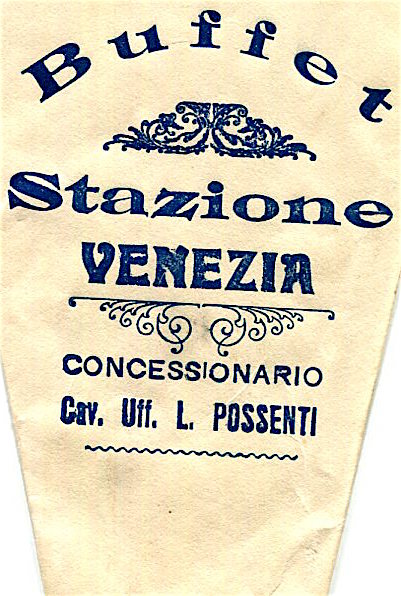 Buffet
Stazione
VENEZIA
CONCESSIONARIO
Cav. Uff. L. POSSENTI